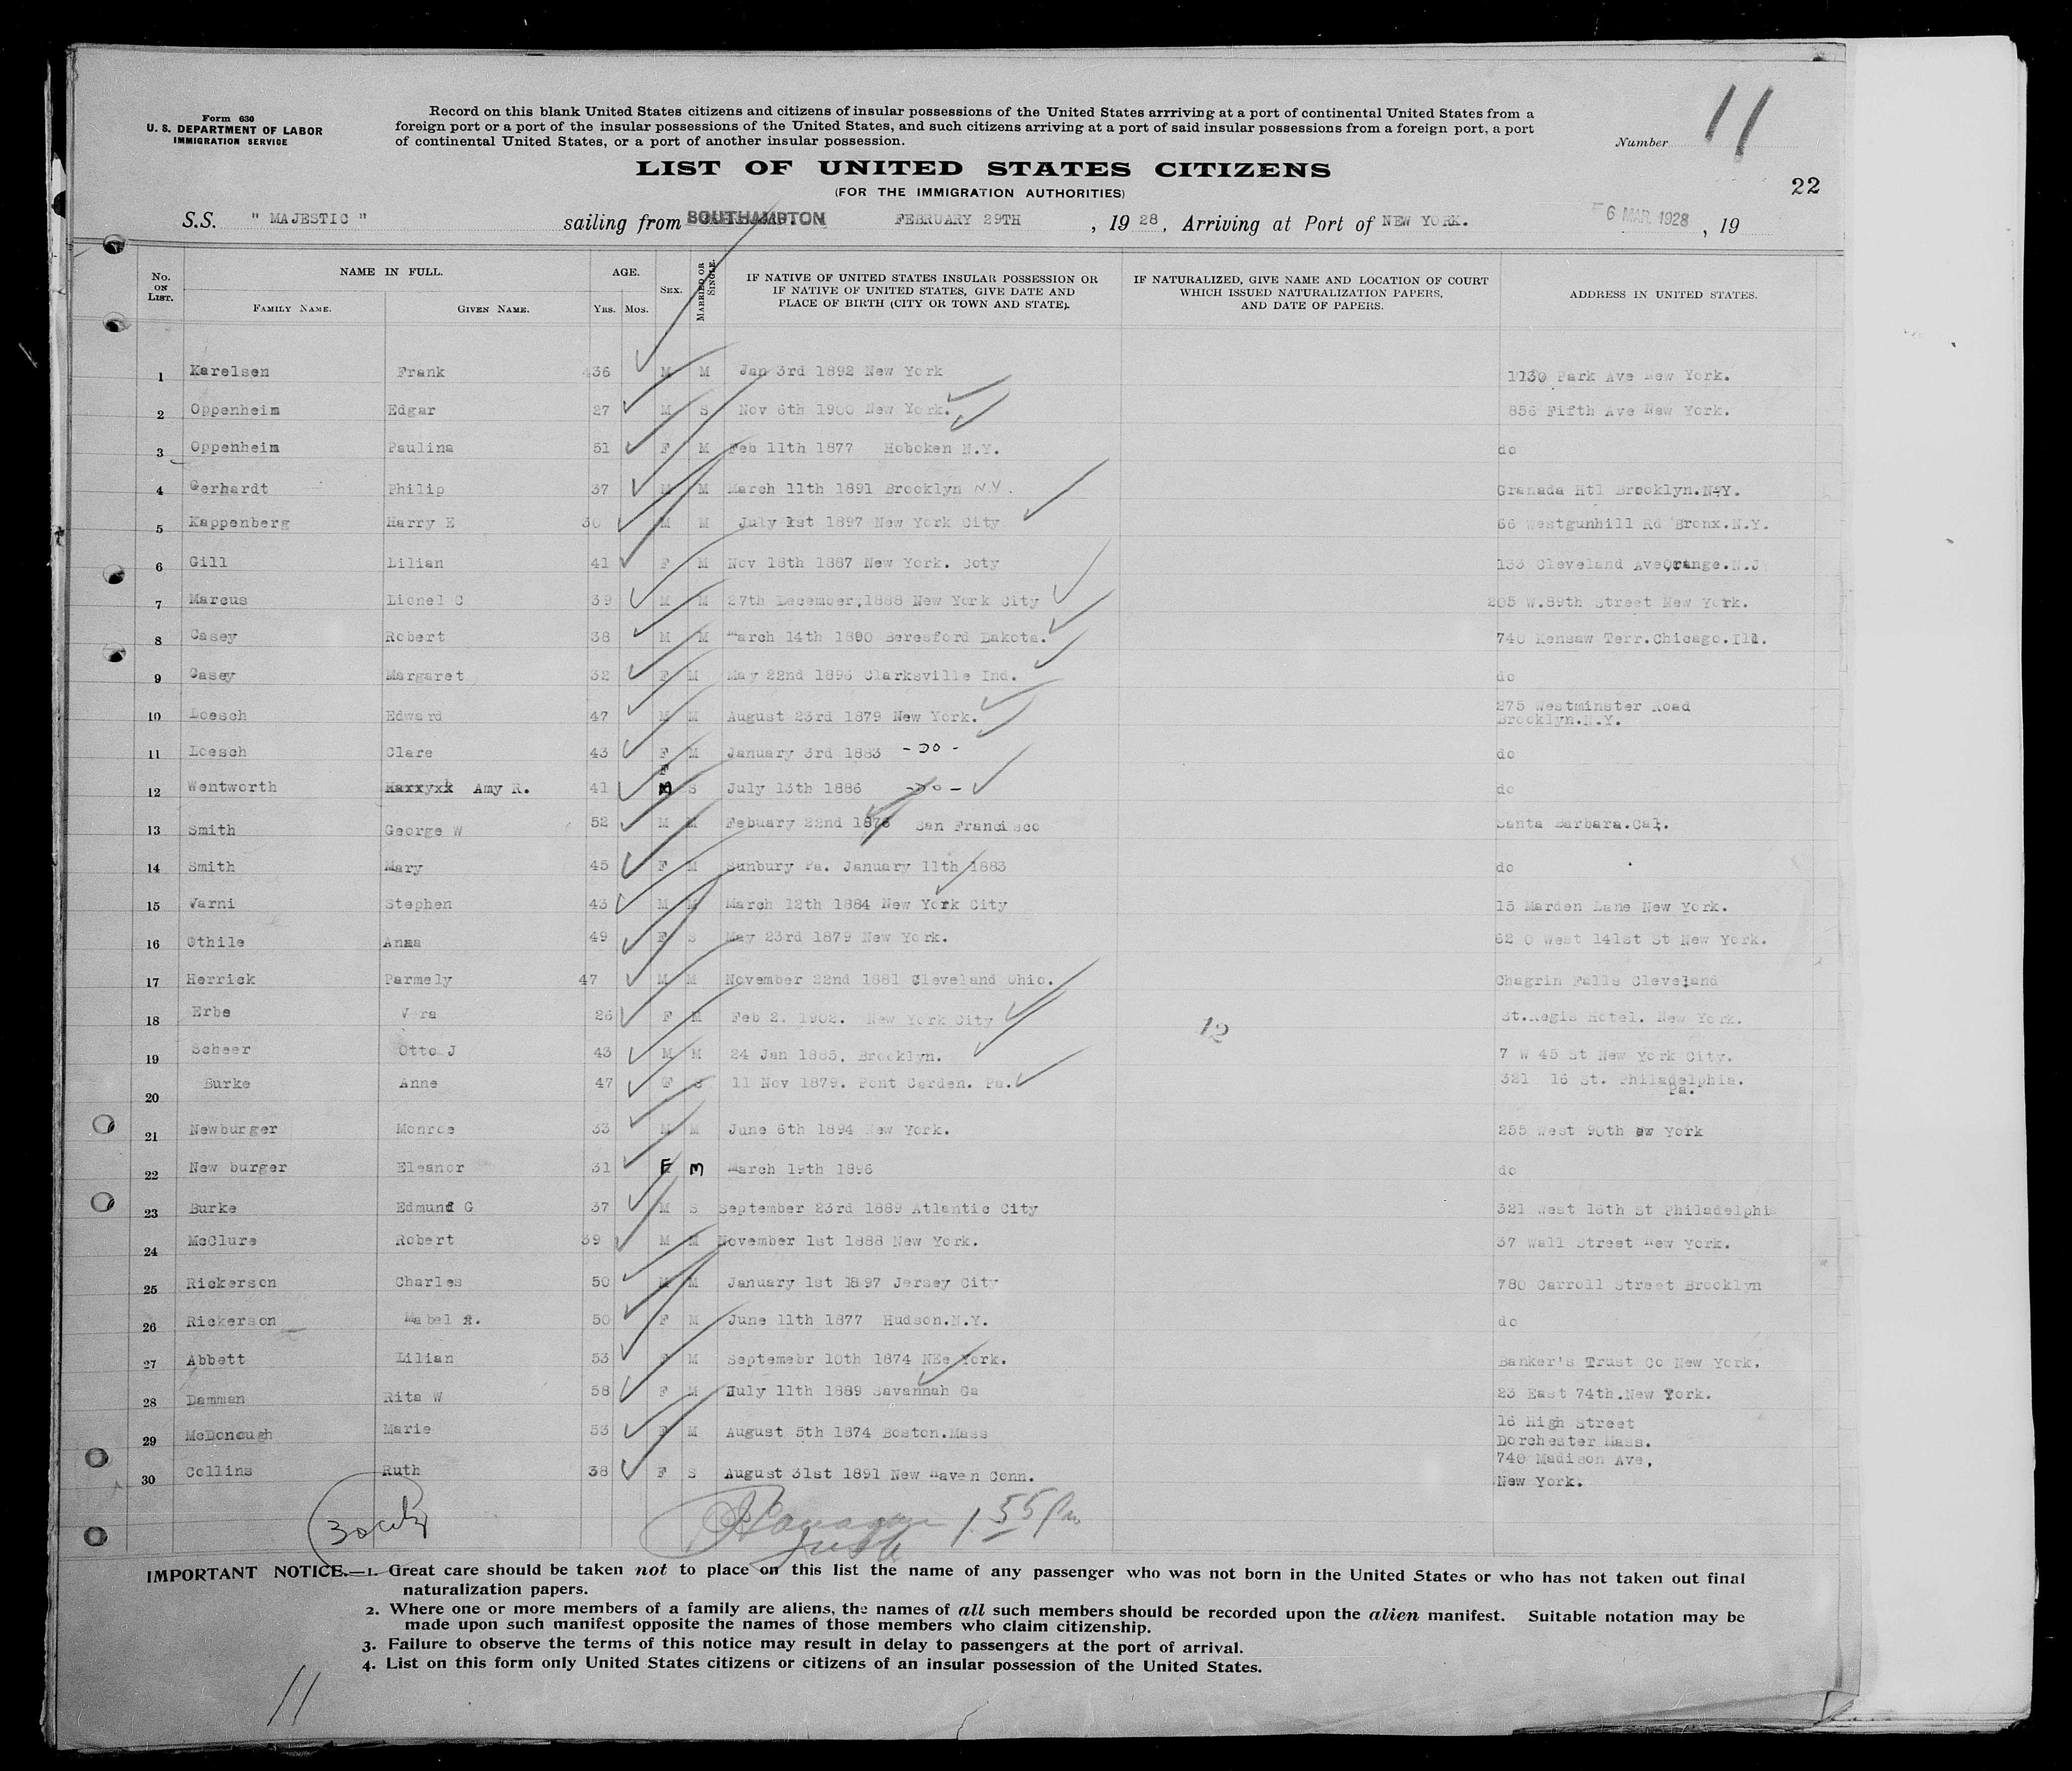 Form 630
U. S. DEPARTMENT OF LABOR
IMMIGRATION SERVICE
Record on this blank United States citizens and citizens of insular possessions of the United States arrriving at a port of continental United States from a
foreign port or a port of the insular possessions of the United States, and such citizens arriving at a port of said insular possessions from a foreign port, a port
of continental United States, or a port of another insular possession.
Number 11
LIST OF UNITED STATES CITIZENS
(FOR THE IMMIGRATION AUTHORITIES)
22
S.S. " MAJESTIC " sailing from SOUTHAMPTON FEBRUARY 29TH, 1928, Arriving at Port of NEW YORK. 6 MAR. 1928, 19
No. ON LIST. NAME IN FULL. AGE. SEX. MARRIED OR SINGLE. IF NATIVE OF UNITED STATES INSULAR POSSESSION OR IF NATIVE OF UNITED STATES, GIVE DATE AND PLACE OF BIRTH (CITY OR TOWN AND STATE). IF NATURALIZED, GIVE NAME AND LOCATION OF COURT WHICH ISSUED NATURALIZATION PAPERS, AND DATE OF PAPERS. ADDRESS IN UNITED STATES.
FAMILY NAME. GIVEN NAME. YRS. MOS.
1 Karelsen Frank 36 M M Jan 3rd 1892 New York 1130 Park Ave New York.
2 Oppenheim Edgar 27 M S Nov 6th 1900 New York. 856 Fifth Ave New York.
3 Oppenheim Paulina 51 F M Feb 11th 1877 Hoboken N.Y. do
4 Gerhardt Philip 37 M M March 11th 1891 Brooklyn N.Y. Granada Htl Brooklyn.N.Y.
5 Kappenberg Harry E 30 M M July 1st 1897 New York City 66 Westgunhill Rd Bronx.N.Y.
6 Gill Lilian 41 F M Nov 18th 1887 New York. Coty 133 Cleveland Ave Orange.N.J
7 Marcus Lionel C 39 M M 27th December,1888 New York City 205 W.89th Street New York.
8 Casey Robert 38 M M March 14th 1890 Beresford Dakota. 740 Hensaw Terr.Chicago.Ill.
9 Casey Margaret 32 F M May 22nd 1895 Clarksville Ind. do
10 Loesch Edward 47 M M August 23rd 1879 New York. 275 Westminster Road
Brooklyn.N.Y.
11 Loesch Clare 43 F M January 3rd 1883 -do- do
12 Wentworth Amy R. 41 F S July 13th 1886 -do- do
13 Smith George W 52 M M Febuary 22nd 1876 San Francisco Santa Barbara.Cal.
14 Smith Mary 45 F M Sunbury Pa. January 11th 1883 do
15 Varni Stephen 43 M M March 12th 1884 New York City 15 Marden Lane New York.
16 Othile Anna 49 F S May 23rd 1879 New York. 62 0 West 141st St New York.
17 Herrick Parmely 47 M M November 22nd 1881 Cleveland Ohio. Chagrin Falls Cleveland
18 Erbe Vera 26 F M Feb 2. 1902. New York City 12 St.Regis Hotel. New York.
19 Scheer Otto J 43 M M 24 Jan 1885, Brooklyn. 7 W 45 St New York City.
20 Burke Anne 47 F S 11 Nov 1879. Pont Carden. Pa. 321 16 St. Philadelphia.
Pa.
21 Newburger Monroe 33 M M June 6th 1894 New York. 255 West 90th ew York
22 New burger Eleanor 31 F M March 19th 1896 do
23 Burke Edmund G 37 M S September 23rd 1889 Atlantic City 321 West 16th St Philadelphi
24 McClure Robert 39 M M November 1st 1888 New York. 37 Wall Street New York.
25 Rickerson Charles 50 M M January 1st 1897 Jersey City 780 Carroll Street Brooklyn
26 Rickerson Mabel R. 50 F M June 11th 1877 Hudson.N.Y. do
27 Abbett Lilian 53 F M Septemebr 10th 1874 NEe York. Banker's Trust Co New York.
28 Damman Rita W 58 F M July 11th 1889 Savannah Ga 23 East 74th.New York.
29 McDonough Marie 53 F M August 5th 1874 Boston.Mass 16 High Street
Dorchester Mass.
30 Collins Ruth 38 F S August 31st 1891 New Haven Conn. 740 Madison Ave,
New York.
1 55 Pm
IMPORTANT NOTICE.—1. Great care should be taken not to place on this list the name of any passenger who was not born in the United States or who has not taken out final
naturalization papers.
2. Where one or more members of a family are aliens, the names of all such members should be recorded upon the alien manifest. Suitable notation may be
made upon such manifest opposite the names of those members who claim citizenship.
3. Failure to observe the terms of this notice may result in delay to passengers at the port of arrival.
4. List on this form only United States citizens or citizens of an insular possession of the United States.
11